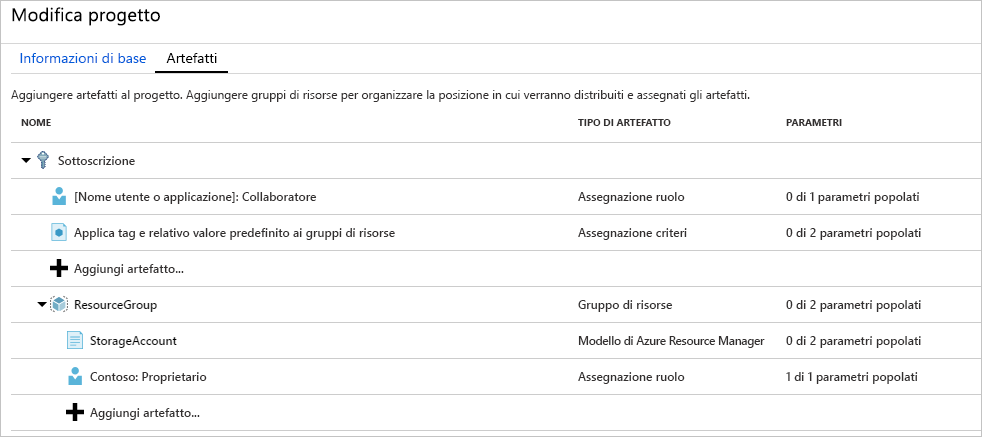 Modifica progetto
Informazioni di base Artefatti
Aggiungere artefatti al progetto. Aggiungere gruppi di risorse per organizzare la posizione in cui verranno distribuiti e assegnati gli artefatti.
NOME TIPO DI ARTEFATTO PARAMETRI
Sottoscrizione
[Nome utente o applicazione]: Collaboratore Assegnazione ruolo 0 di 1 parametri popolati
Applica tag e relativo valore predefinito ai gruppi di risorse Assegnazione criteri 0 di 2 parametri popolati
Aggiungi artefatto...
ResourceGroup Gruppo di risorse 0 di 2 parametri popolati
StorageAccount Modello di Azure Resource Manager 0 di 2 parametri popolati
Contoso: Proprietario Assegnazione ruolo 1 di 1 parametri popolati
Aggiungi artefatto...